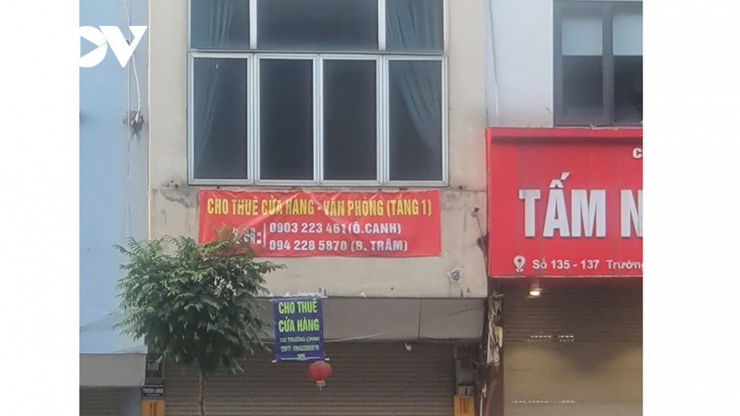 VOV
CHO THUÊ CỬA HÀNG - VĂN PHÒNG (TẦNG 1)
0903 223 461(Ô.CANH)
094 228 5870 (B. TRÂM)
TẤM N
Số 135 - 137 Trường
CHO THUÊ
CỬA HÀNG